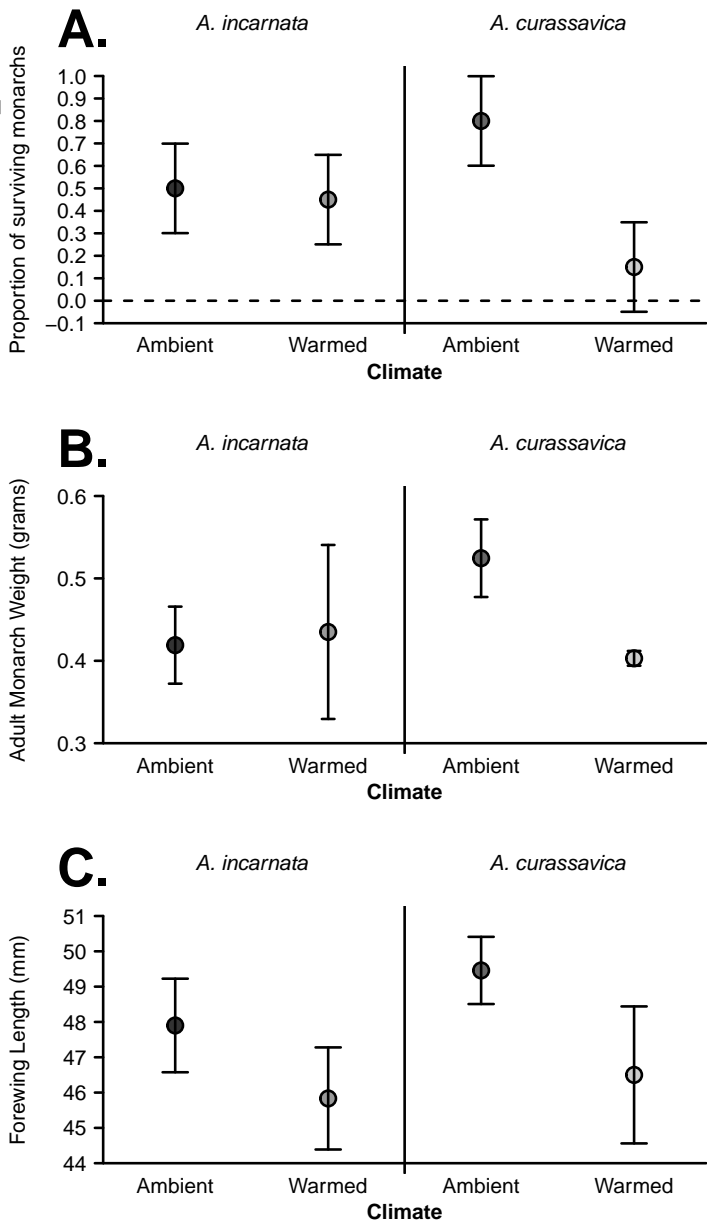 A.
A. incarnata A. curassavica
Proportion of surviving monarchs
1.0
0.9
0.8
0.7
0.6
0.5
0.4
0.3
0.2
0.1
0.0
−0.1
Ambient Warmed Ambient Warmed
Climate
B.
A. incarnata A. curassavica
Adult Monarch Weight (grams)
0.6
0.5
0.4
0.3
Ambient Warmed Ambient Warmed
Climate
C.
A. incarnata A. curassavica
Forewing Length (mm)
51
50
49
48
47
46
45
44
Ambient Warmed Ambient Warmed
Climate